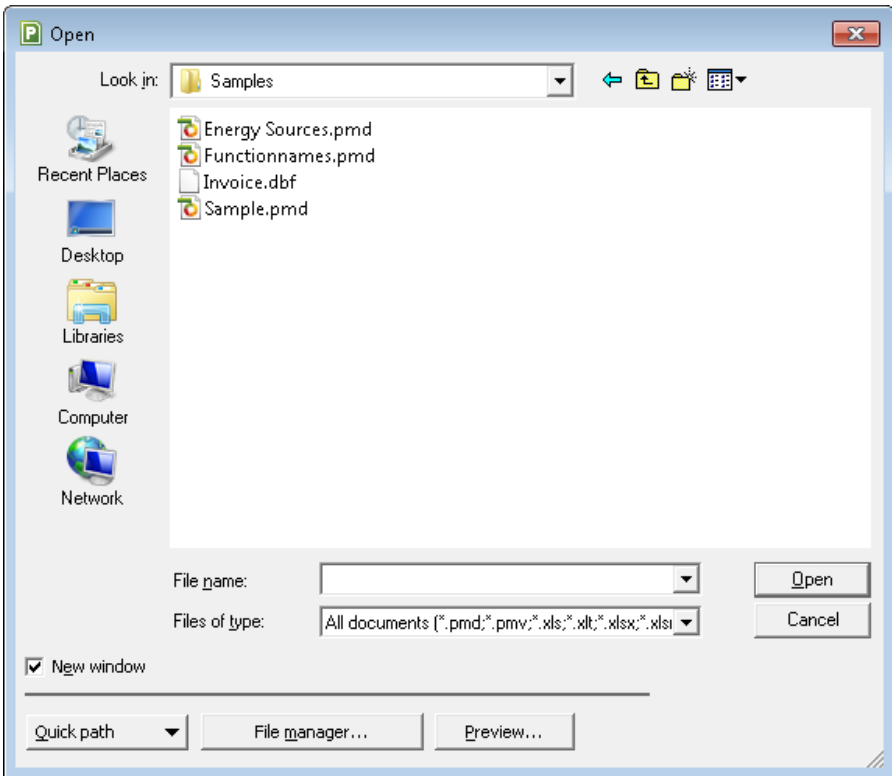 Open
Look in:
Samples
Energy Sources.pmd
Functionnames.pmd
Invoice.dbf
Sample.pmd
Recent Places
Desktop
Libraries
Computer
Network
File name:
Open
Files of type:
All documents (*.pmd;*.pmv;*.xls;*.xlt;*.xlsx;*.xlsı
Cancel
New window
Quick path
File manager...
Preview...